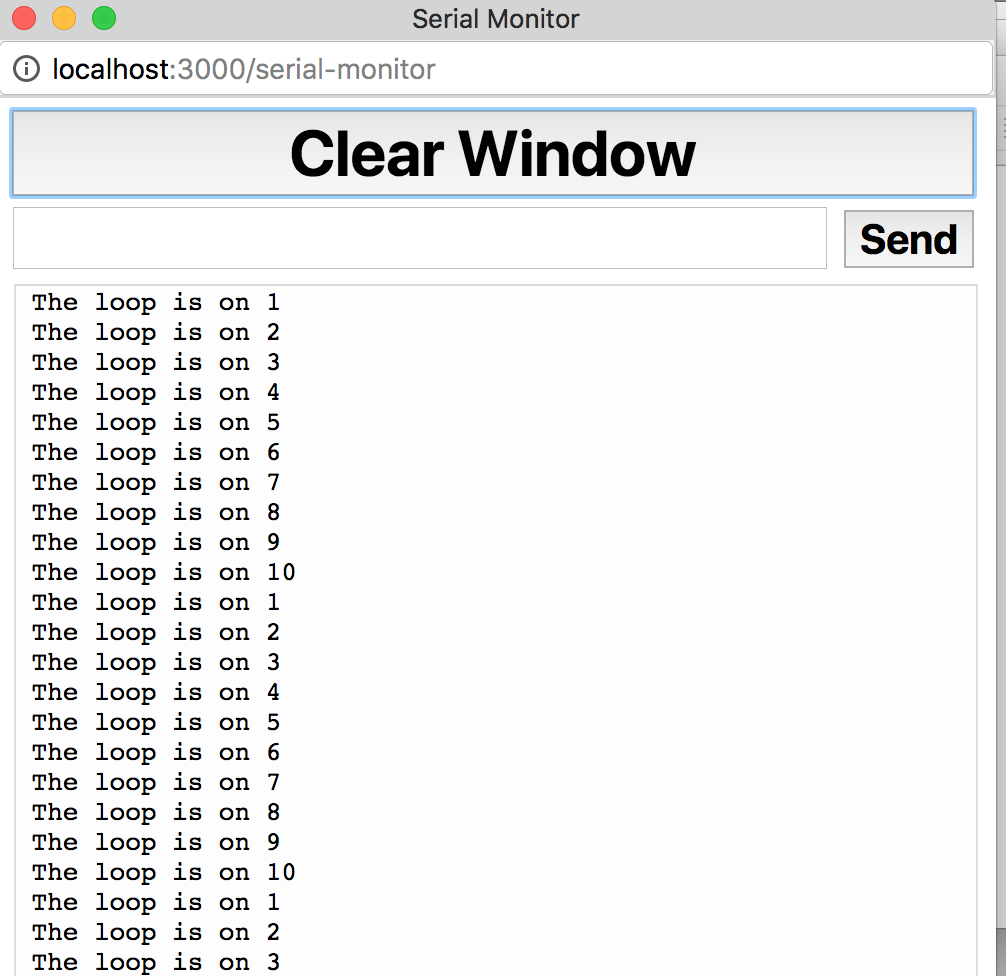 Serial Monitor
localhost:3000/serial-monitor
Clear Window
Send
The loop is on 1
The loop is on 2
The loop is on 3
The loop is on 4
The loop is on 5
The loop is on 6
The loop is on 7
The loop is on 8
The loop is on 9
The loop is on 10
The loop is on 1
The loop is on 2
The loop is on 3
The loop is on 4
The loop is on 5
The loop is on 6
The loop is on 7
The loop is on 8
The loop is on 9
The loop is on 10
The loop is on 1
The loop is on 2
The loop is on 3